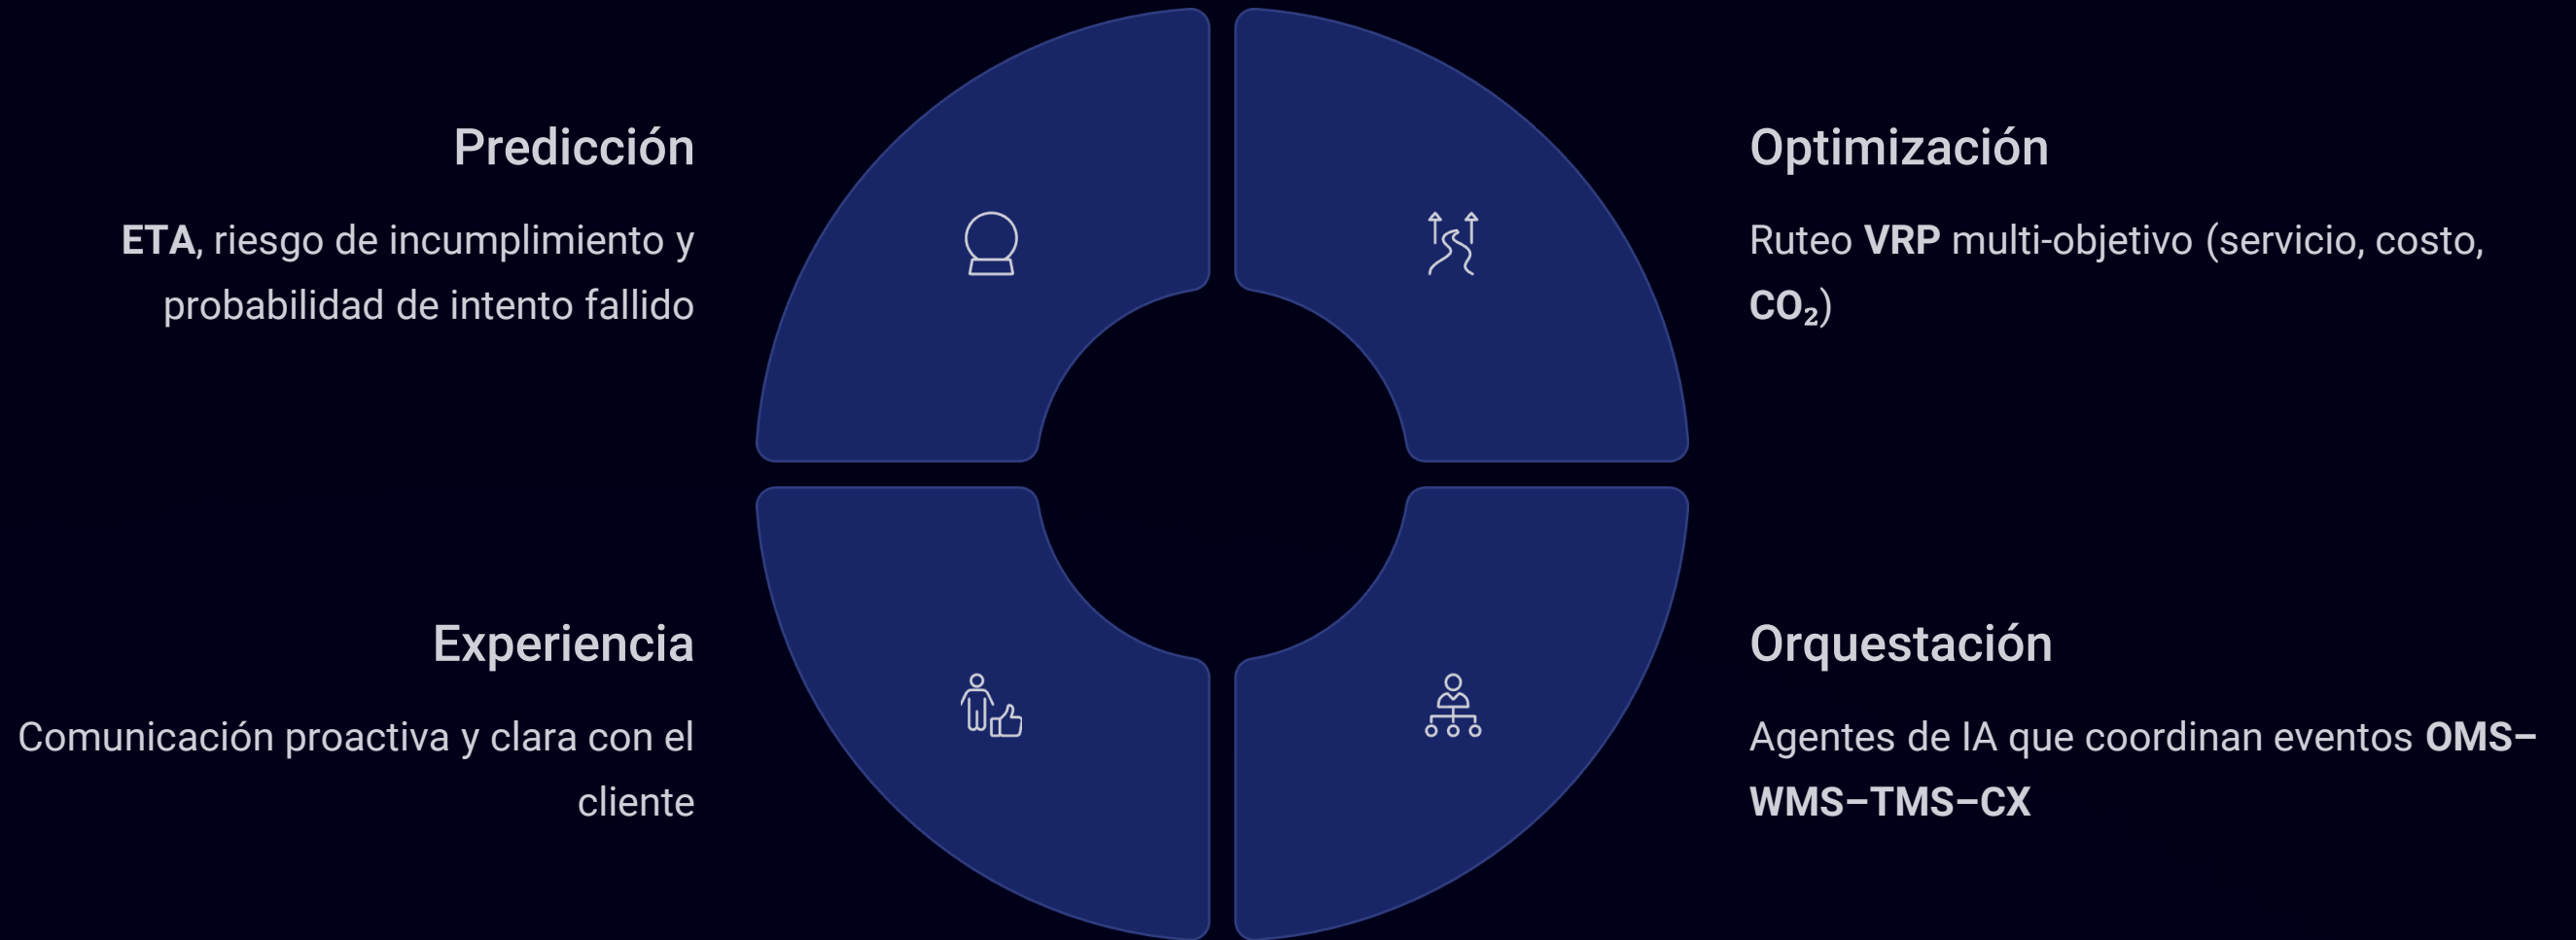 Predicción
ETA, riesgo de incumplimiento y
probabilidad de intento fallido
Optimización
Ruteo VRP multi-objetivo (servicio, costo,
CO₂)
Experiencia
Comunicación proactiva y clara con el
cliente
Orquestación
Agentes de IA que coordinan eventos OMS–
WMS–TMS–CX